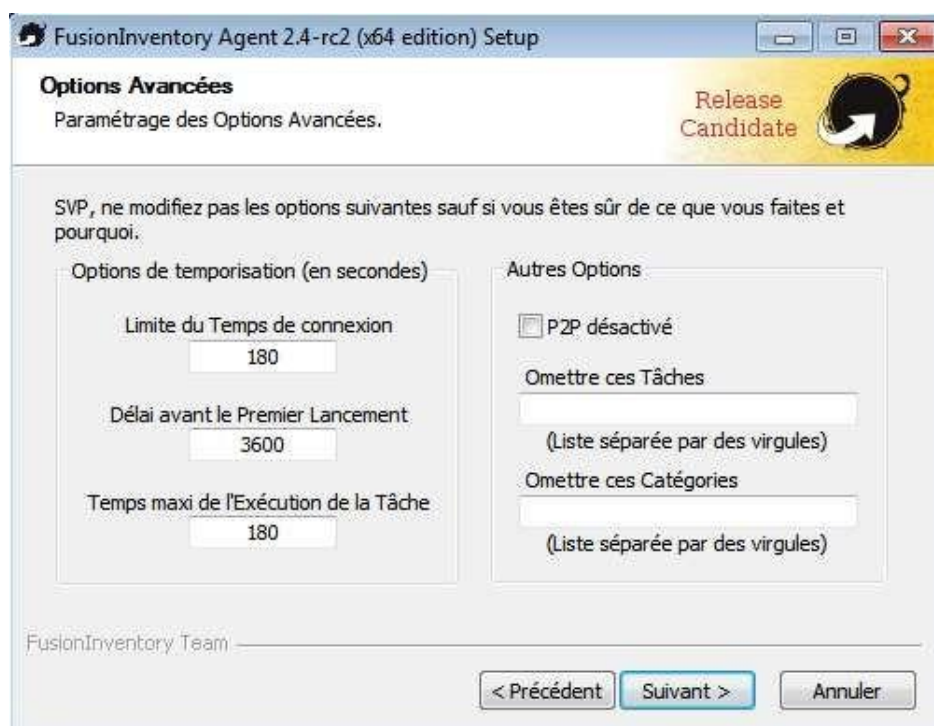 FusionInventory Agent 2.4-rc2 (x64 edition) Setup
Options Avancées
Paramétrage des Options Avancées.
Release
Candidate
SVP, ne modifiez pas les options suivantes sauf si vous êtes sûr de ce que vous faites et
pourquoi.
Options de temporisation (en secondes)
Limite du Temps de connexion
180
Délai avant le Premier Lancement
3600
Temps maxi de l'Exécution de la Tâche
180
Autres Options
P2P désactivé
Omettre ces Tâches
(Liste séparée par des virgules)
Omettre ces Catégories
(Liste séparée par des virgules)
FusionInventory Team
< Précédent
Suivant >
Annuler